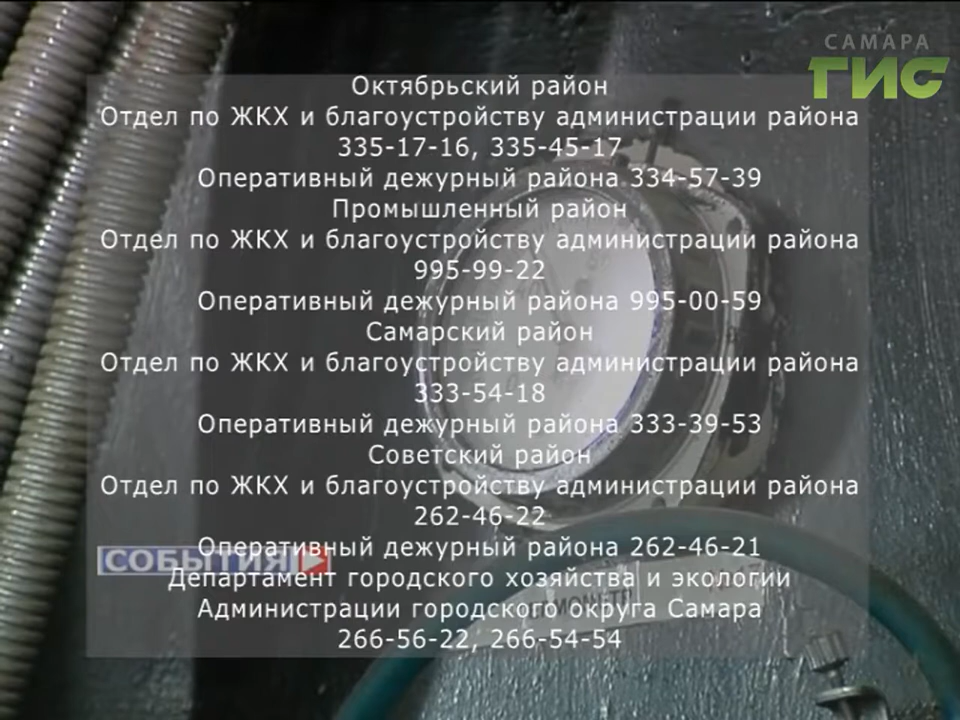 САМАРА
ГИС
Октябрьский район
Отдел по ЖКХ и благоустройству администрации района
335-17-16, 335-45-17
Оперативный дежурный района 334-57-39
Промышленный район
Отдел по ЖКХ и благоустройству администрации района
995-99-22
Оперативный дежурный района 995-00-59
Самарский район
Отдел по ЖКХ и благоустройству администрации района
333-54-18
Оперативный дежурный района 333-39-53
Советский район
Отдел по ЖКХ и благоустройству администрации района
262-46-22
Оперативный дежурный района 262-46-21
СОБЫТИЯ
Департамент городского хозяйства и экологии
Администрации городского округа Самара
266-56-22, 266-54-54